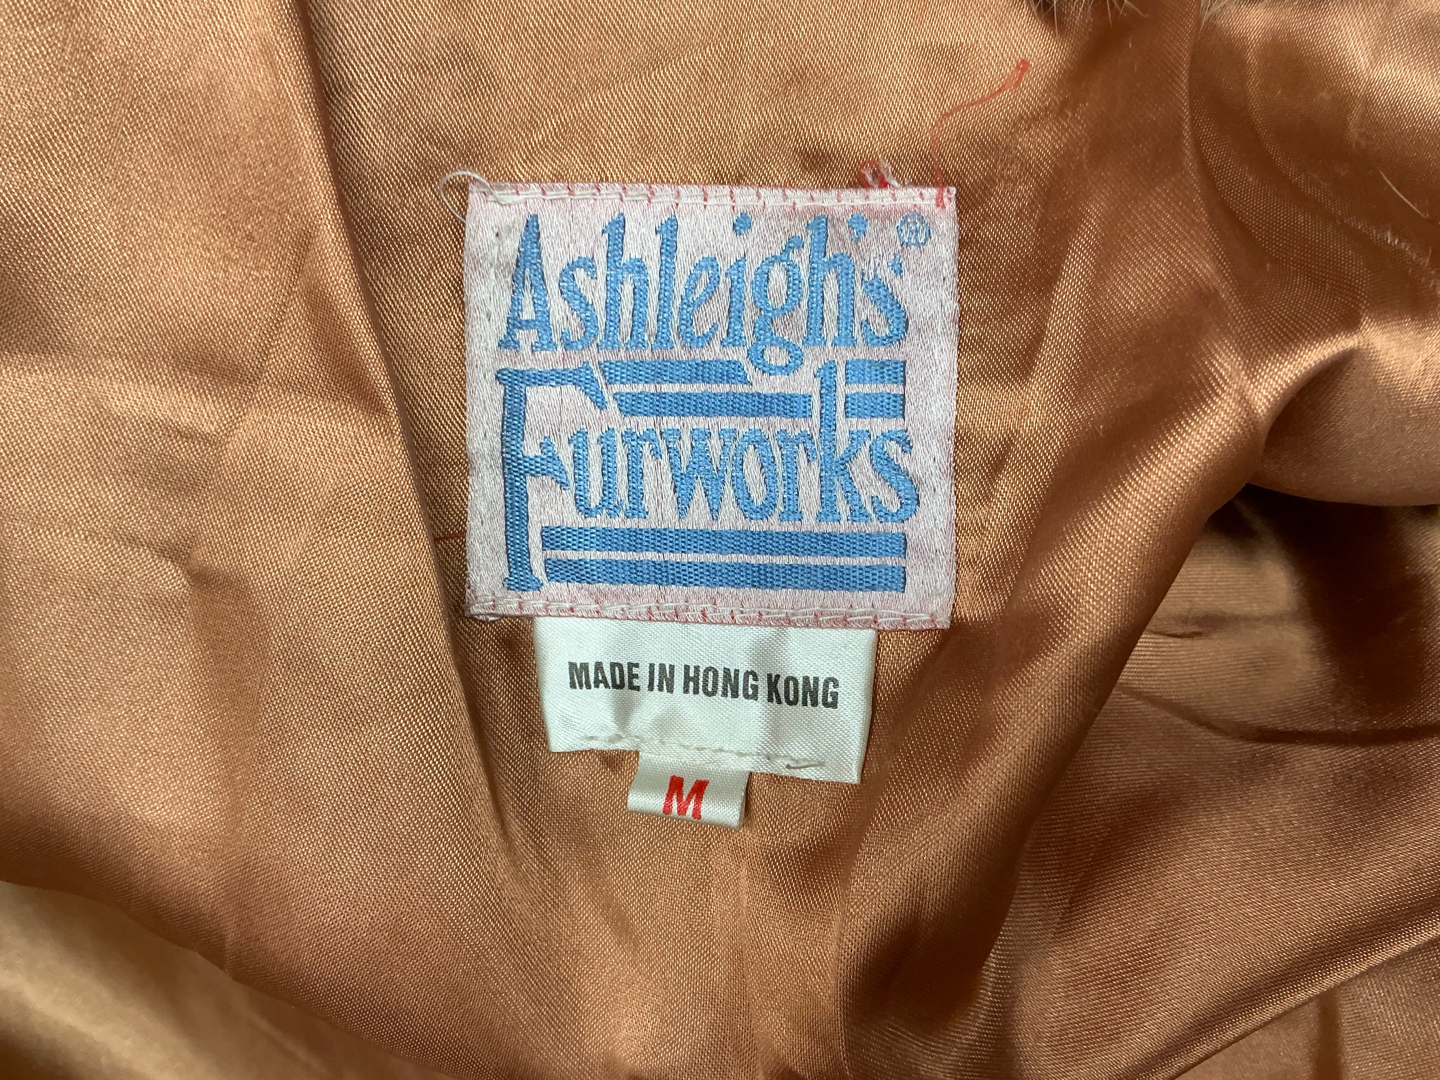 Ashleigh's®
Furworks
MADE IN HONG KONG
M